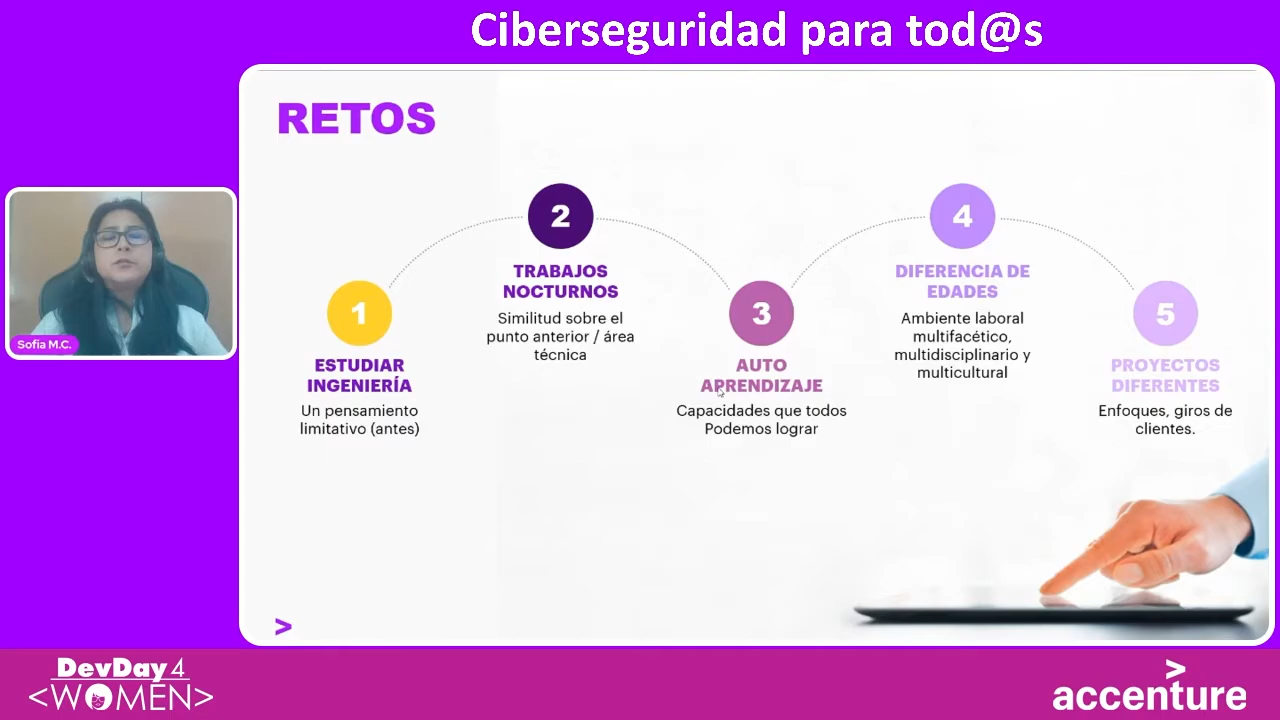 Ciberseguridad para tod@s
RETOS
1
ESTUDIAR
INGENIERÍA
Un pensamiento
limitativo (antes)
2
TRABAJOS
NOCTURNOS
Similitud sobre el
punto anterior / área
técnica
3
AUTO
APRENDIZAJE
Capacidades que todos
Podemos lograr
4
DIFERENCIA DE
EDADES
Ambiente laboral
multifacético,
multidisciplinario y
multicultural
5
PROYECTOS
DIFERENTES
Enfoques, giros de
clientes.
Sofia M.C.
>
DevDay4
<WOMEN>
accenture